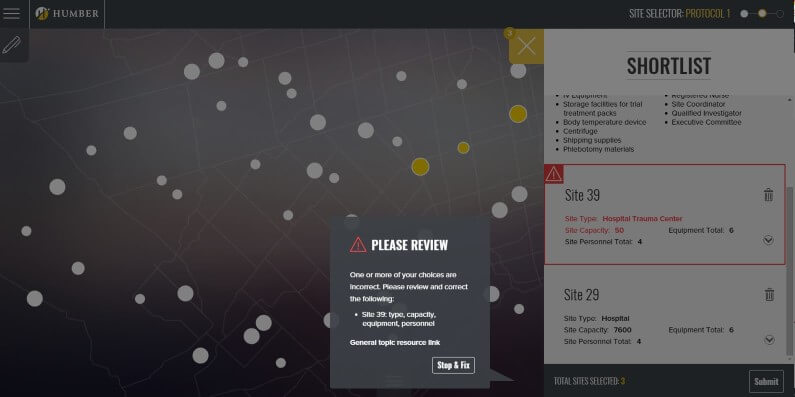 HUMBER
SITE SELECTOR: PROTOCOL 1
3
SHORTLIST
IV Equipment
Storage facilities for trial
treatment packs
Body temperature device
Centrifuge
Shipping supplies
Phlebotomy materials
Registered Nurse
Site Coordinator
Qualified Investigator
Executive Committee
Site 39
Site Type: Hospital Trauma Center
Site Capacity: 50 Equipment Total: 6
Site Personnel Total: 4
Site 29
Site Type: Hospital
Site Capacity: 7600 Equipment Total: 6
Site Personnel Total: 4
TOTAL SITES SELECTED: 3
Submit
PLEASE REVIEW
One or more of your choices are
incorrect. Please review and correct
the following:
Site 39: type, capacity,
equipment, personnel
General topic resource link
Stop & Fix